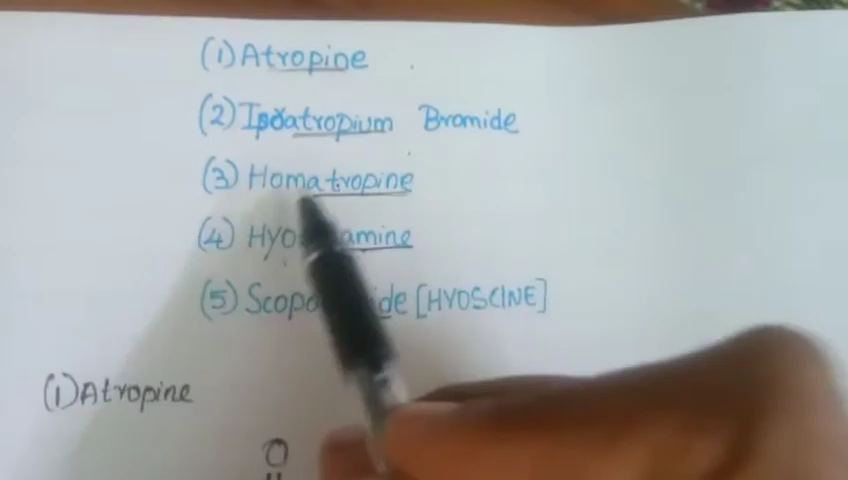 (1) Atropine
(2) Ipratropium Bromide
(3) Homatropine
(4)
(5) [HYOSCINE]
(1) Atropine
O